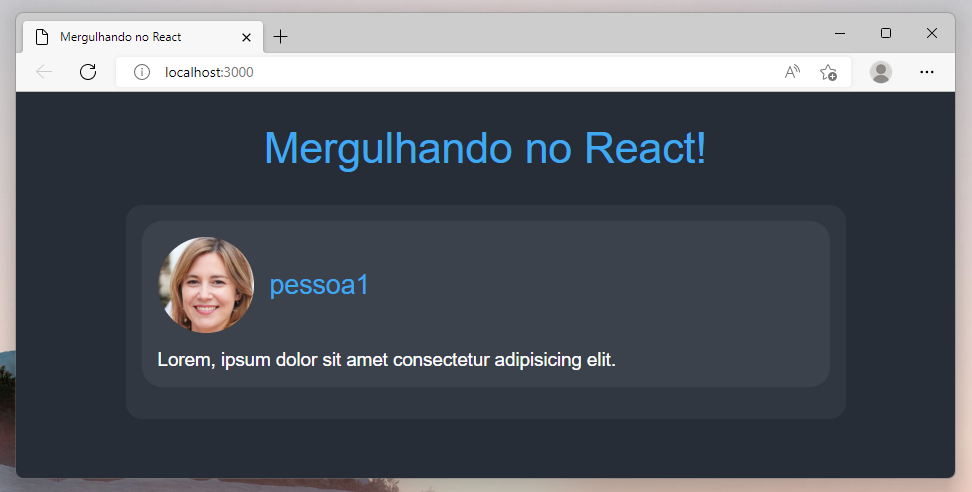 Mergulhando no React
localhost:3000
Mergulhando no React!
pessoa1
Lorem, ipsum dolor sit amet consectetur adipisicing elit.